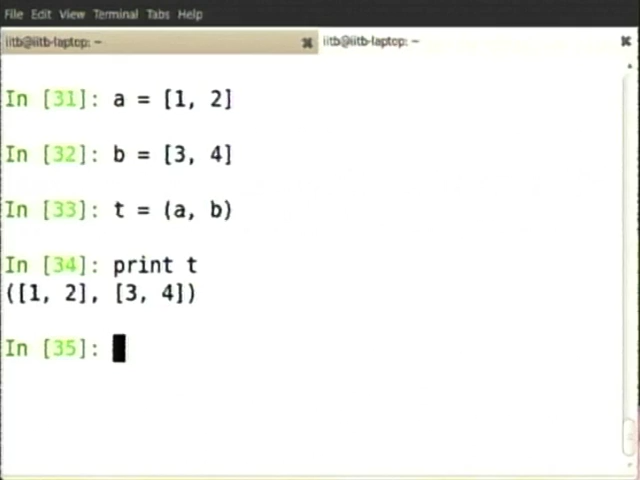 File Edit View Terminal Tabs Help
iitb@iitb-laptop: ~ iitb@iitb-laptop: ~
In [31]: a = [1, 2]
In [32]: b = [3, 4]
In [33]: t = (a, b)
In [34]: print t
([1, 2], [3, 4])
In [35]: